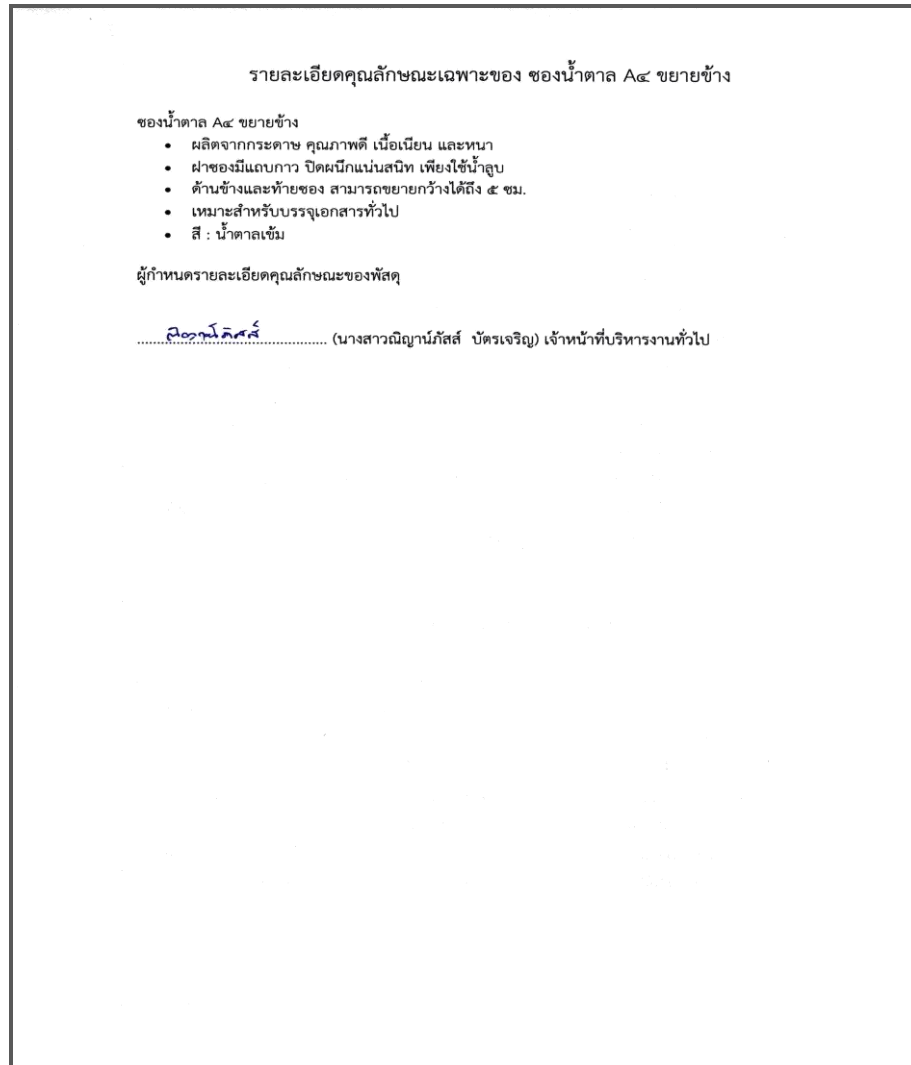 รายละเอียดคุณลักษณะเฉพาะของ ซองน้ำตาล A๔ ขยายข้าง
ซองน้ำตาล A๔ ขยายข้าง
• ผลิตจากกระดาษ คุณภาพดี เนื้อเนียน และหนา
• ฝาซองมีแถบกาว ปิดผนึกแน่นสนิท เพียงใช้น้ำลูบ
• ด้านข้างและท้ายซอง สามารถขยายกว้างได้ถึง ๕ ซม.
• เหมาะสำหรับบรรจุเอกสารทั่วไป
• สี : น้ำตาลเข้ม
ผู้กำหนดรายละเอียดคุณลักษณะของพัสดุ
ณิญาน์ภัสส์ (นางสาวณิญาน์ภัสส์ บัตรเจริญ) เจ้าหน้าที่บริหารงานทั่วไป